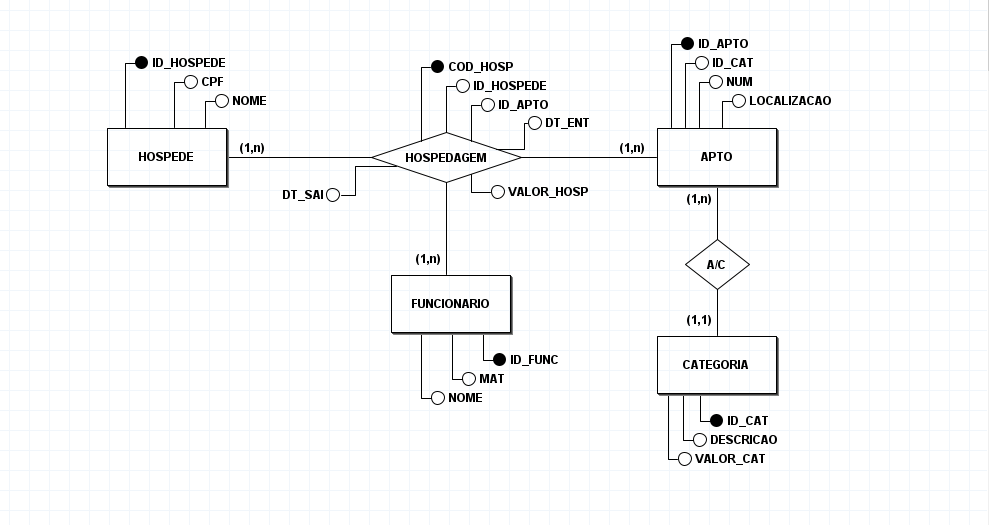 ID_HOSPEDE
CPF
NOME
HOSPEDE
(1,n)
COD_HOSP
ID_HOSPEDE
ID_APTO
DT_ENT
HOSPEDAGEM
DT_SAI
VALOR_HOSP
(1,n)
ID_APTO
ID_CAT
NUM
LOCALIZACAO
APTO
(1,n)
A/C
(1,1)
CATEGORIA
ID_CAT
DESCRICAO
VALOR_CAT
(1,n)
FUNCIONARIO
ID_FUNC
MAT
NOME